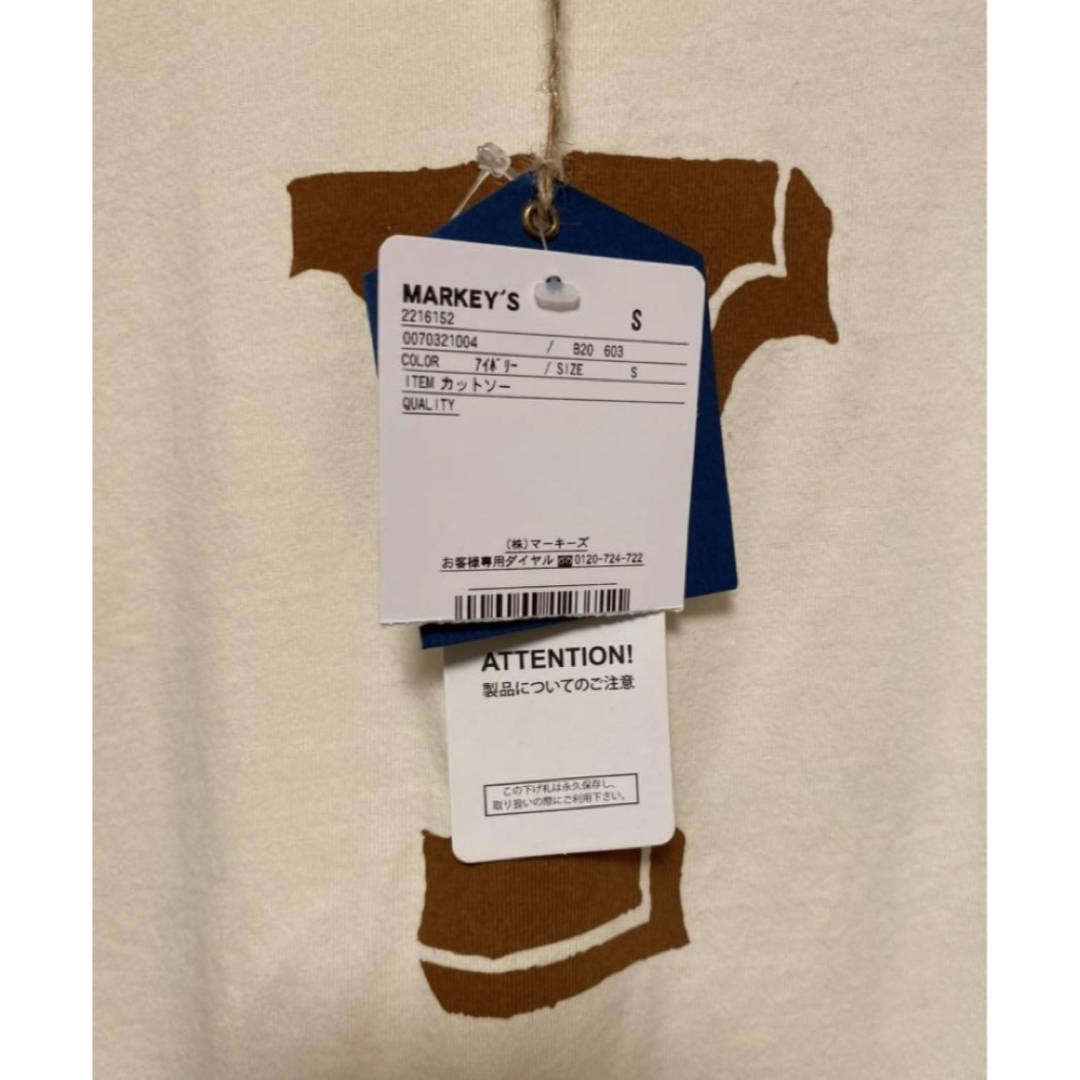 MARKEY'S
2216152 S
0070321004 / B20 603
COLOR ｱｲﾎﾞﾘｰ / SIZE S
ITEM カットソー
QUALITY
(株)マーキーズ
お客様専用ダイヤル 0120-724-722
ATTENTION!
製品についてのご注意
この下げ札は永久保存し、
取り扱いの際にご利用下さい。